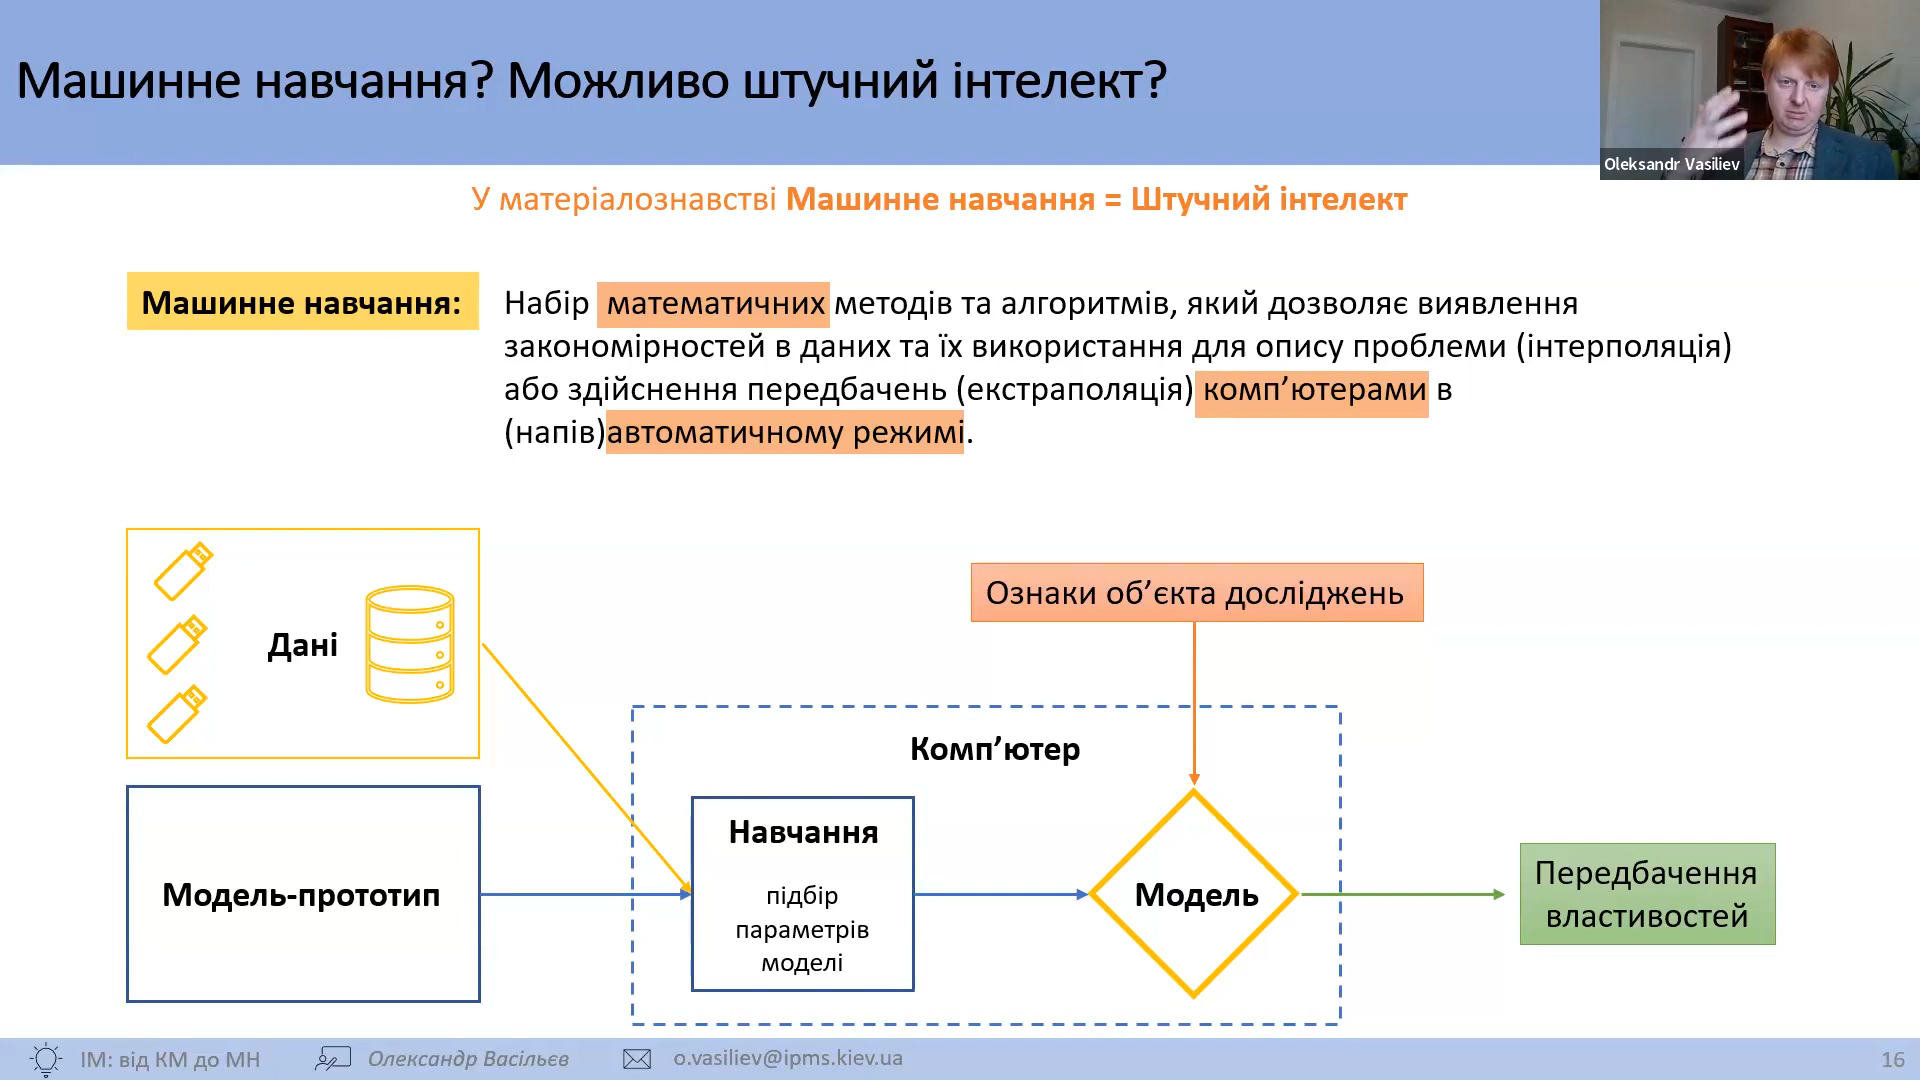 Машинне навчання? Можливо штучний інтелект?
Oleksandr Vasiliev
У матеріалознавстві Машинне навчання = Штучний інтелект
Машинне навчання:
Набір математичних методів та алгоритмів, який дозволяє виявлення
закономірностей в даних та їх використання для опису проблеми (інтерполяція)
або здійснення передбачень (екстраполяція) комп’ютерами в
(напів)автоматичному режимі.
Дані
Ознаки об’єкта досліджень
Комп’ютер
Модель-прототип
Навчання
підбір
параметрів
моделі
Модель
Передбачення
властивостей
ІМ: від КМ до МН
Олександр Васільєв
o.vasiliev@ipms.kiev.ua
16